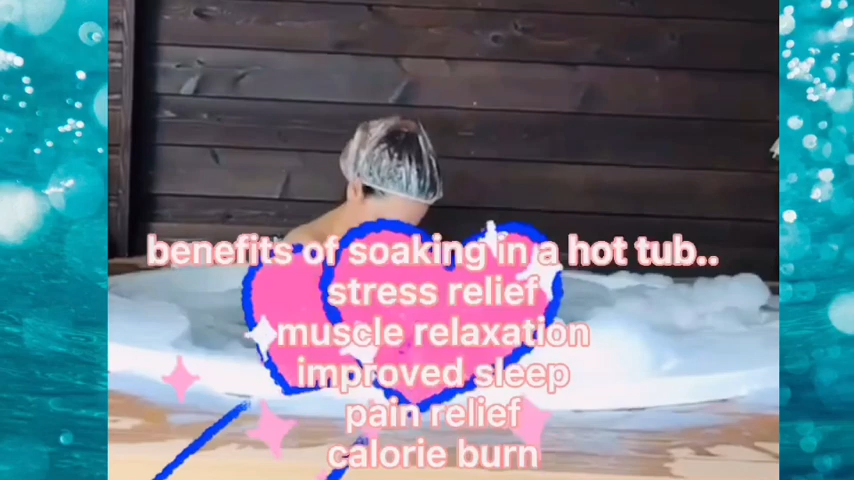 benefits of soaking in a hot tub..
stress relief
muscle relaxation
improved sleep
pain relief
calorie burn